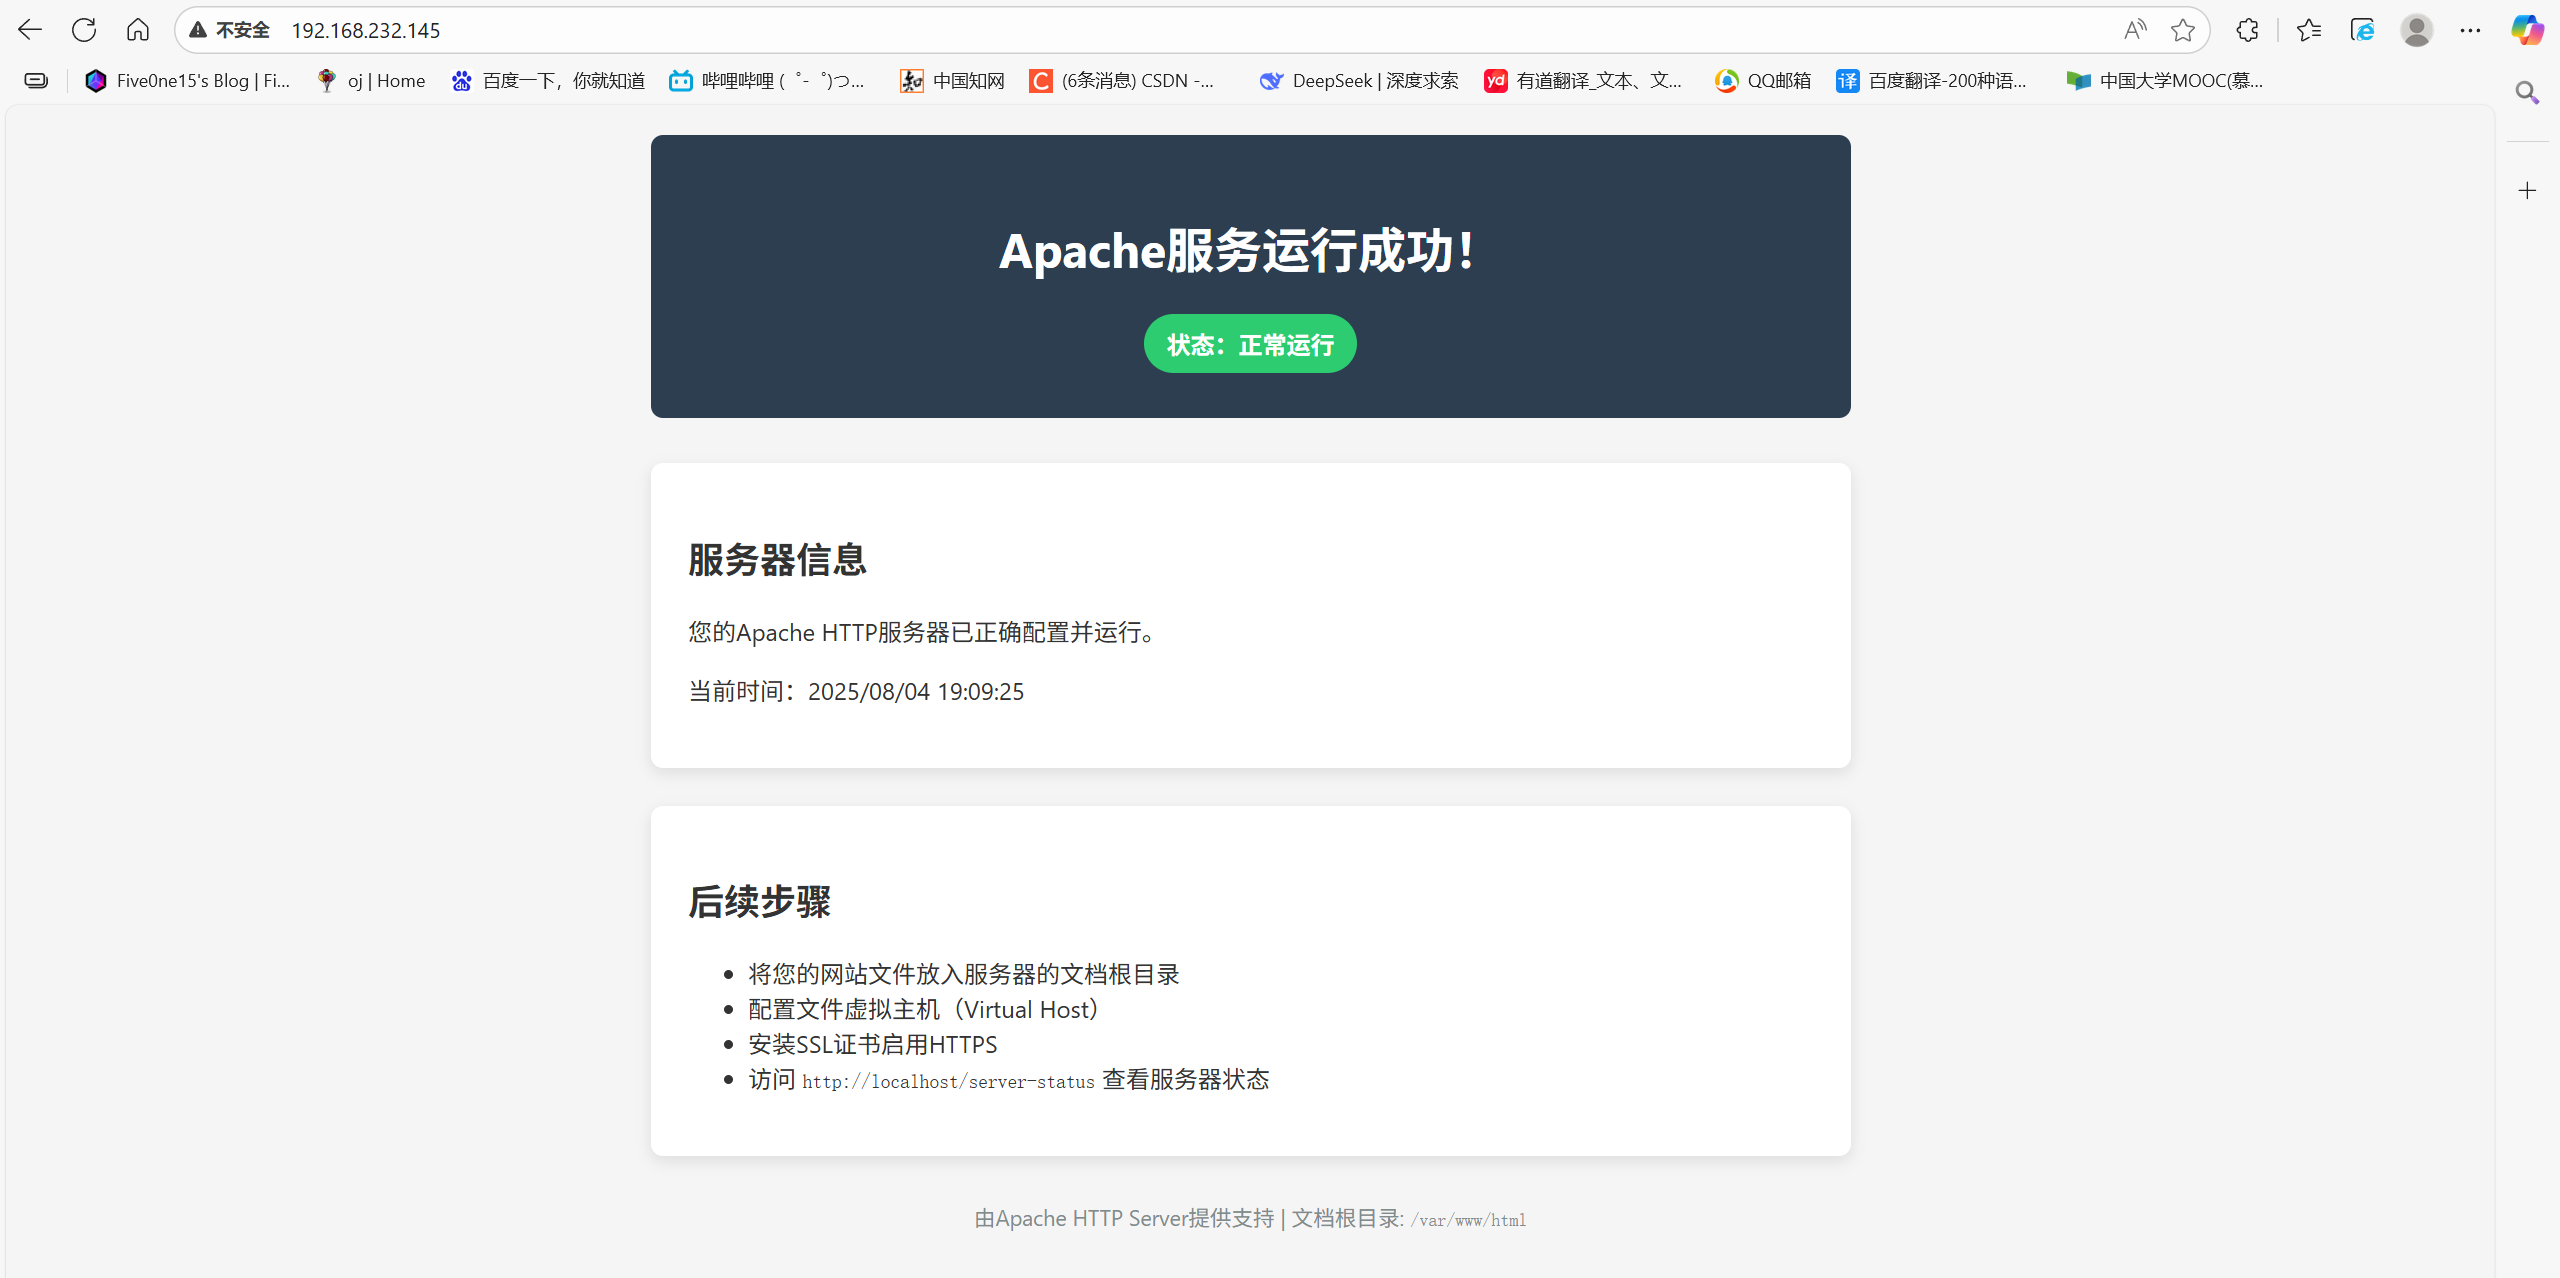 不安全 192.168.232.145
Five0ne15's Blog | Fi... oj | Home 百度一下，你就知道 哔哩哔哩 ( ゜- ゜)つ... 中国知网 (6条消息) CSDN -... DeepSeek | 深度求索 有道翻译_文本、文... QQ邮箱 百度翻译-200种语... 中国大学MOOC(慕...
Apache服务运行成功！
状态：正常运行
服务器信息
您的Apache HTTP服务器已正确配置并运行。
当前时间：2025/08/04 19:09:25
后续步骤
将您的网站文件放入服务器的文档根目录
配置文件虚拟主机（Virtual Host）
安装SSL证书启用HTTPS
访问 http://localhost/server-status 查看服务器状态
由Apache HTTP Server提供支持 | 文档根目录: /var/www/html